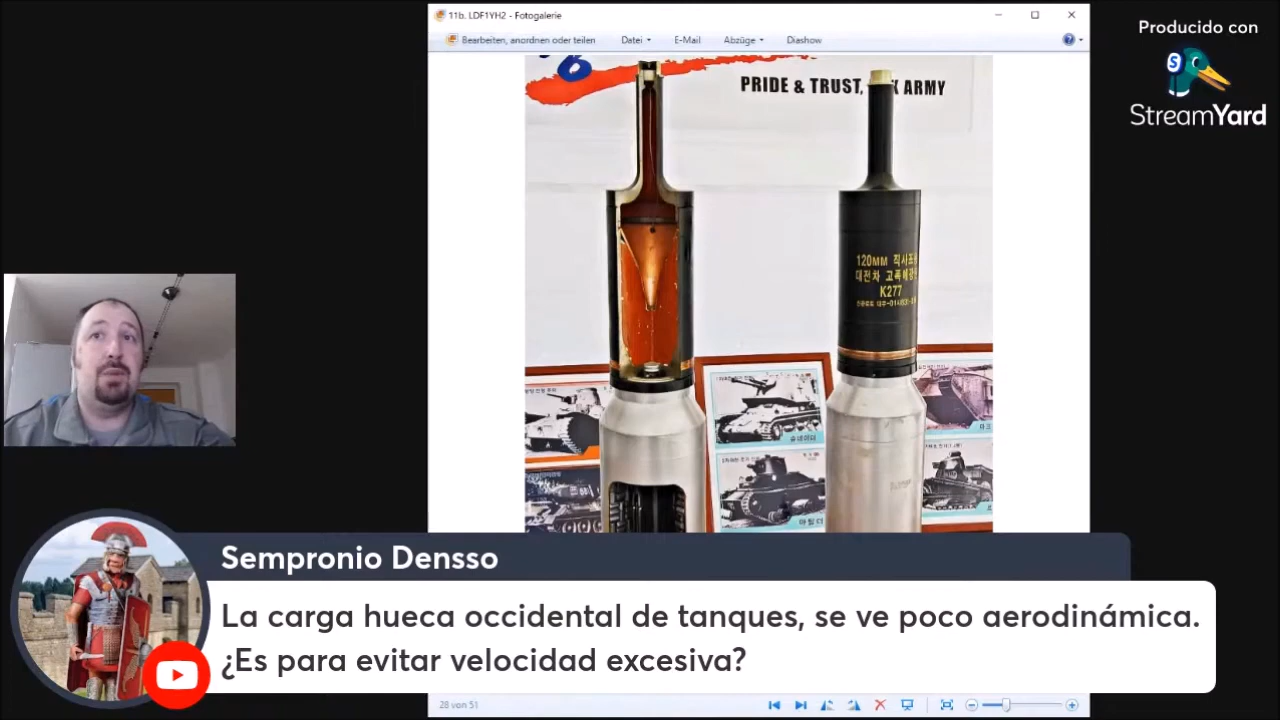 11b. LDF1YH2 - Fotogalerie
Bearbeiten, anordnen oder teilen
Datei
E-Mail
Abzüge
Diashow
Producido con
StreamYard
PRIDE & TRUST, ARMY
120MM
K277
Sempronio Densso
La carga hueca occidental de tanques, se ve poco aerodinámica.
¿Es para evitar velocidad excesiva?
28 von 51